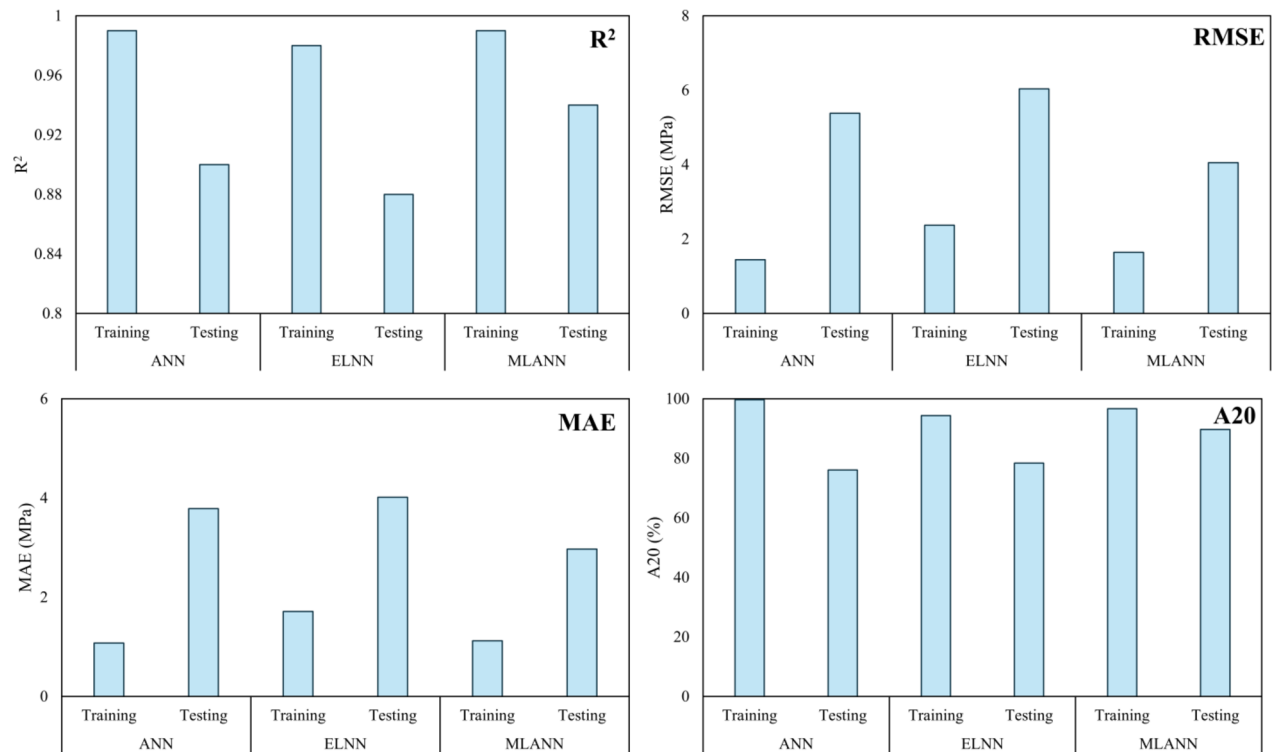 R²
1
0.96
0.92
0.88
0.84
0.8
R²
Training Testing Training Testing Training Testing
ANN ELNN MLANN
RMSE
8
6
4
2
0
RMSE (MPa)
Training Testing Training Testing Training Testing
ANN ELNN MLANN
MAE
6
4
2
0
MAE (MPa)
Training Testing Training Testing Training Testing
ANN ELNN MLANN
A20
100
80
60
40
20
0
A20 (%)
Training Testing Training Testing Training Testing
ANN ELNN MLANN